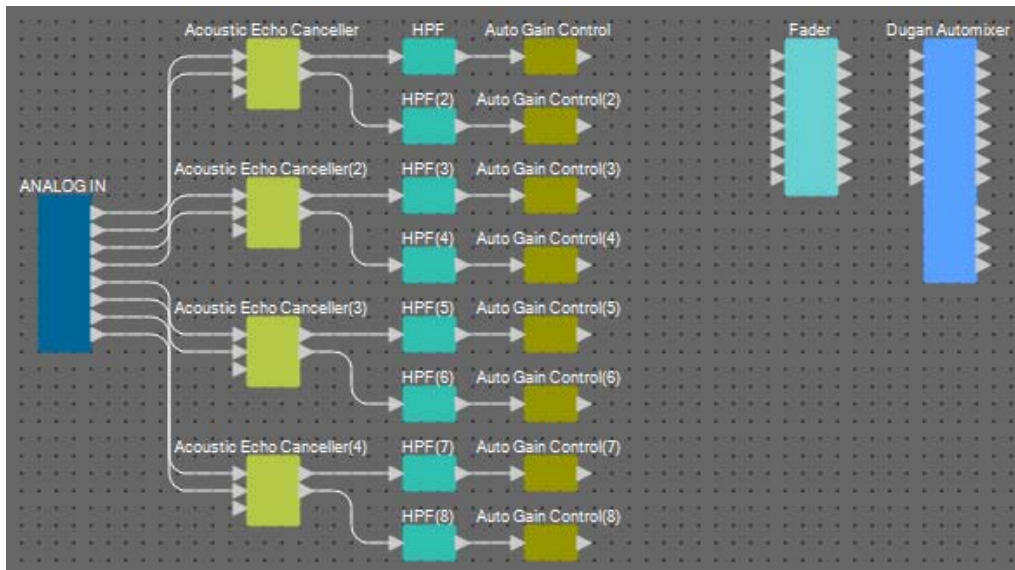 Acoustic Echo Canceller HPF Auto Gain Control Fader Dugan Automixer
HPF(2) Auto Gain Control(2)
Acoustic Echo Canceller(2) HPF(3) Auto Gain Control(3)
ANALOG IN
HPF(4) Auto Gain Control(4)
Acoustic Echo Canceller(3) HPF(5) Auto Gain Control(5)
HPF(6) Auto Gain Control(6)
Acoustic Echo Canceller(4) HPF(7) Auto Gain Control(7)
HPF(8) Auto Gain Control(8)